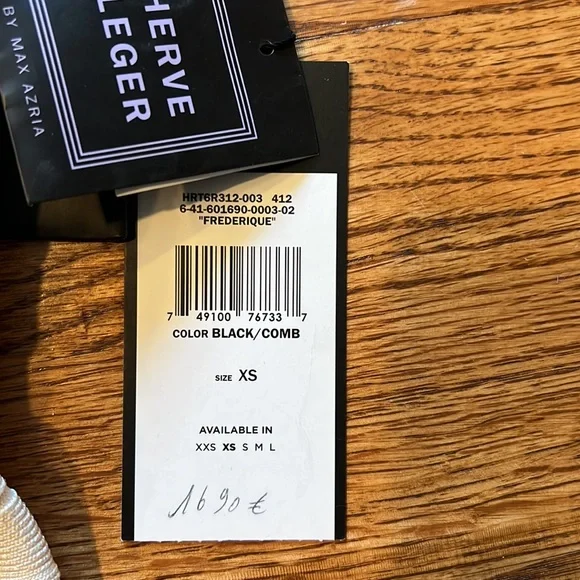 HERVE
LEGER
BY MAX AZRIA
HRT6R312-003 412
6-41-601690-0003-02
"FREDERIQUE"
7 49100 76733 7
COLOR BLACK/COMB
SIZE XS
AVAILABLE IN
XXS XS S M L
1690 €